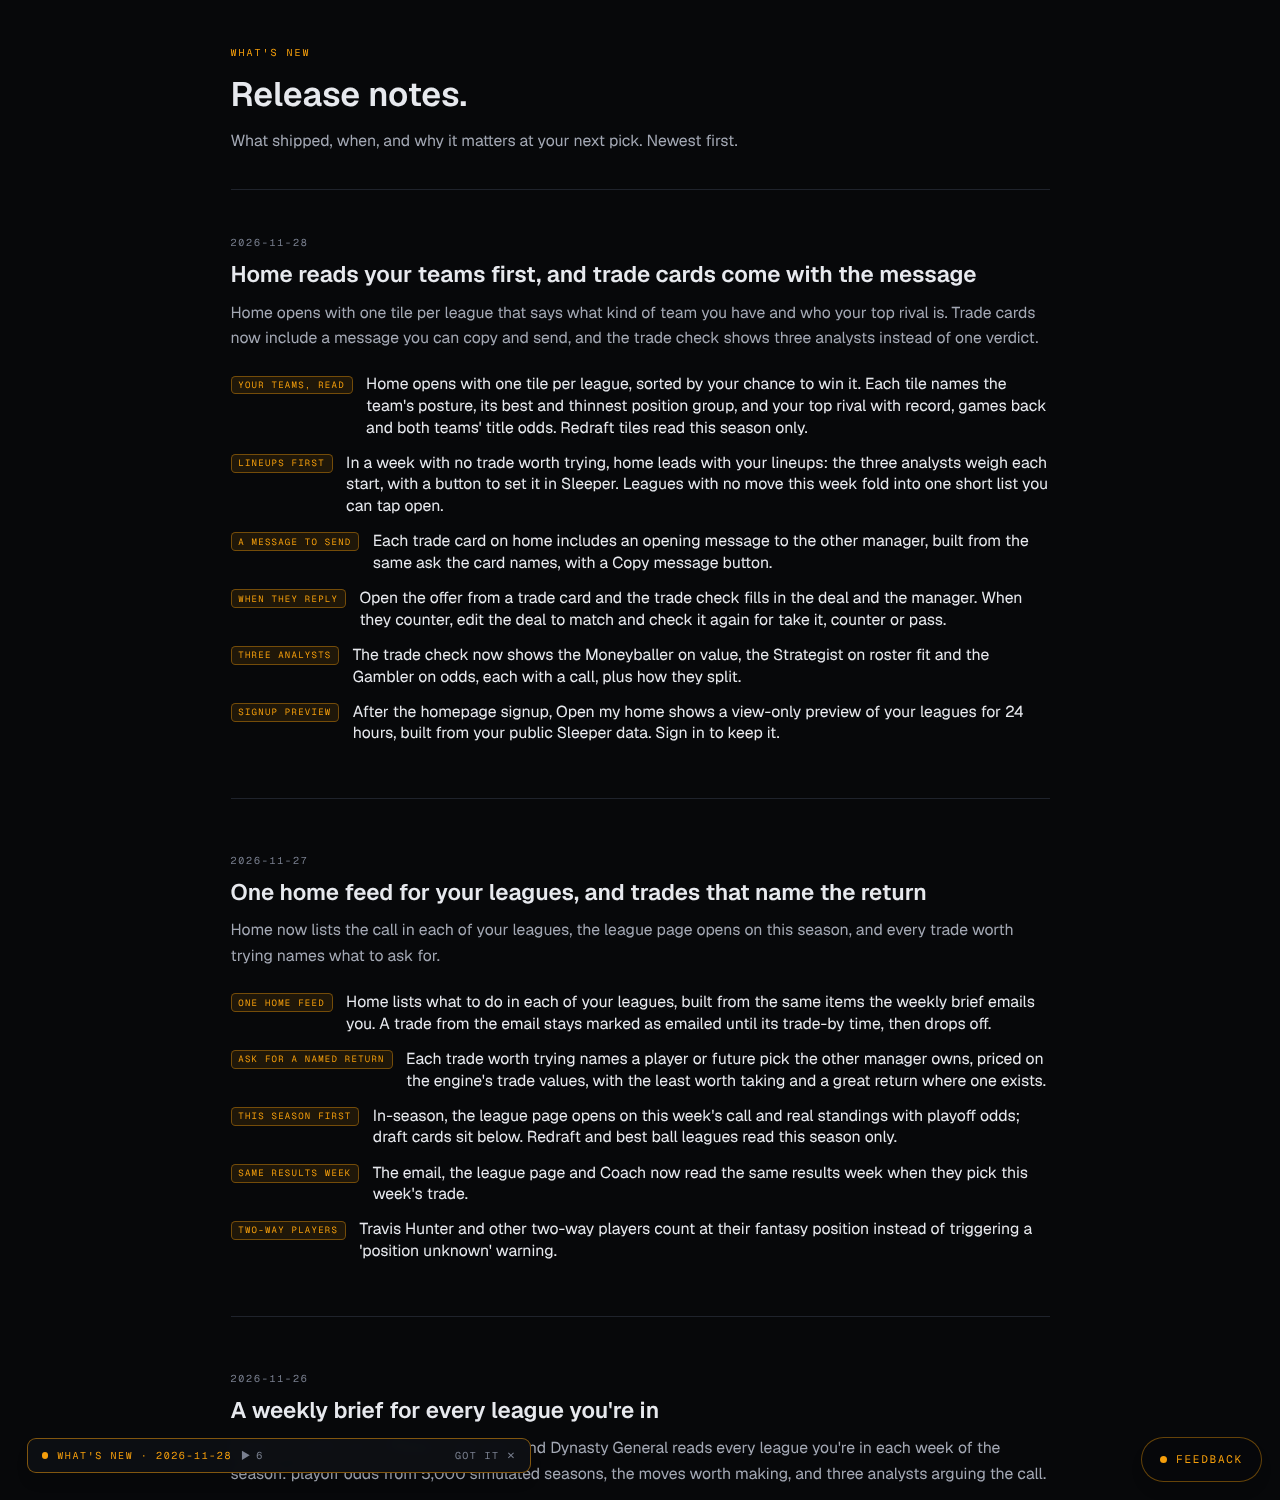 WHAT'S NEW
Release notes.
What shipped, when, and why it matters at your next pick. Newest first.
2026-11-28
Home reads your teams first, and trade cards come with the message
Home opens with one tile per league that says what kind of team you have and who your top rival is. Trade cards
now include a message you can copy and send, and the trade check shows three analysts instead of one verdict.
YOUR TEAMS, READ
Home opens with one tile per league, sorted by your chance to win it. Each tile names the
team's posture, its best and thinnest position group, and your top rival with record, games back
and both teams' title odds. Redraft tiles read this season only.
LINEUPS FIRST
In a week with no trade worth trying, home leads with your lineups: the three analysts weigh each
start, with a button to set it in Sleeper. Leagues with no move this week fold into one short list you
can tap open.
A MESSAGE TO SEND
Each trade card on home includes an opening message to the other manager, built from the
same ask the card names, with a Copy message button.
WHEN THEY REPLY
Open the offer from a trade card and the trade check fills in the deal and the manager. When
they counter, edit the deal to match and check it again for take it, counter or pass.
THREE ANALYSTS
The trade check now shows the Moneyballer on value, the Strategist on roster fit and the
Gambler on odds, each with a call, plus how they split.
SIGNUP PREVIEW
After the homepage signup, Open my home shows a view-only preview of your leagues for 24
hours, built from your public Sleeper data. Sign in to keep it.
2026-11-27
One home feed for your leagues, and trades that name the return
Home now lists the call in each of your leagues, the league page opens on this season, and every trade worth
trying names what to ask for.
ONE HOME FEED
Home lists what to do in each of your leagues, built from the same items the weekly brief emails
you. A trade from the email stays marked as emailed until its trade-by time, then drops off.
ASK FOR A NAMED RETURN
Each trade worth trying names a player or future pick the other manager owns, priced on
the engine's trade values, with the least worth taking and a great return where one exists.
THIS SEASON FIRST
In-season, the league page opens on this week's call and real standings with playoff odds;
draft cards sit below. Redraft and best ball leagues read this season only.
SAME RESULTS WEEK
The email, the league page and Coach now read the same results week when they pick this
week's trade.
TWO-WAY PLAYERS
Travis Hunter and other two-way players count at their fantasy position instead of triggering a
'position unknown' warning.
2026-11-26
A weekly brief for every league you're in
nd Dynasty General reads every league you're in each week of the
season: playoff odds from 5,000 simulated seasons, the moves worth making, and three analysts arguing the call.
WHAT'S NEW · 2026-11-28 ▶ 6
GOT IT ×
FEEDBACK